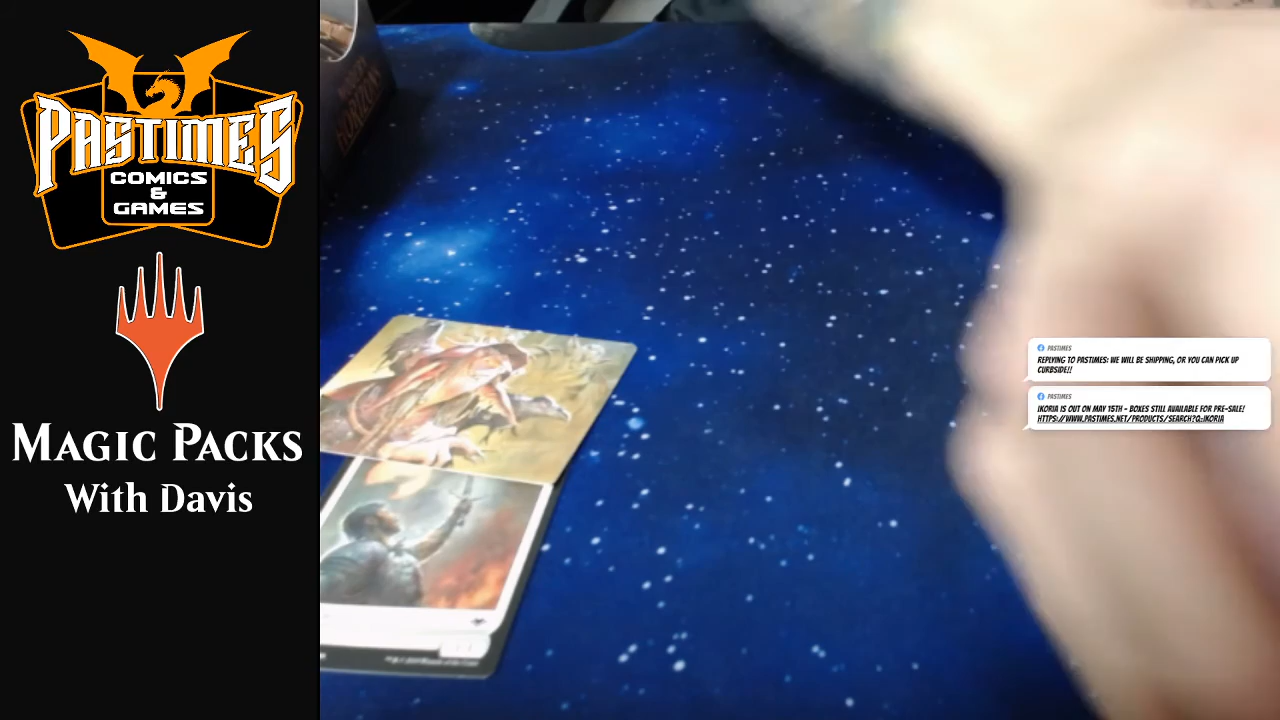 PASTIMES
COMICS
&
GAMES
MAGIC PACKS
With Davis
HORIZONS
PASTIMES
REPLYING TO PASTIMES: WE WILL BE SHIPPING, OR YOU CAN PICK UP
CURBSIDE!!
PASTIMES
IKORIA IS OUT ON MAY 15TH - BOXES STILL AVAILABLE FOR PRE-SALE!
HTTPS://WWW.PASTIMES.NET/PRODUCTS/SEARCH?Q=IKORIA